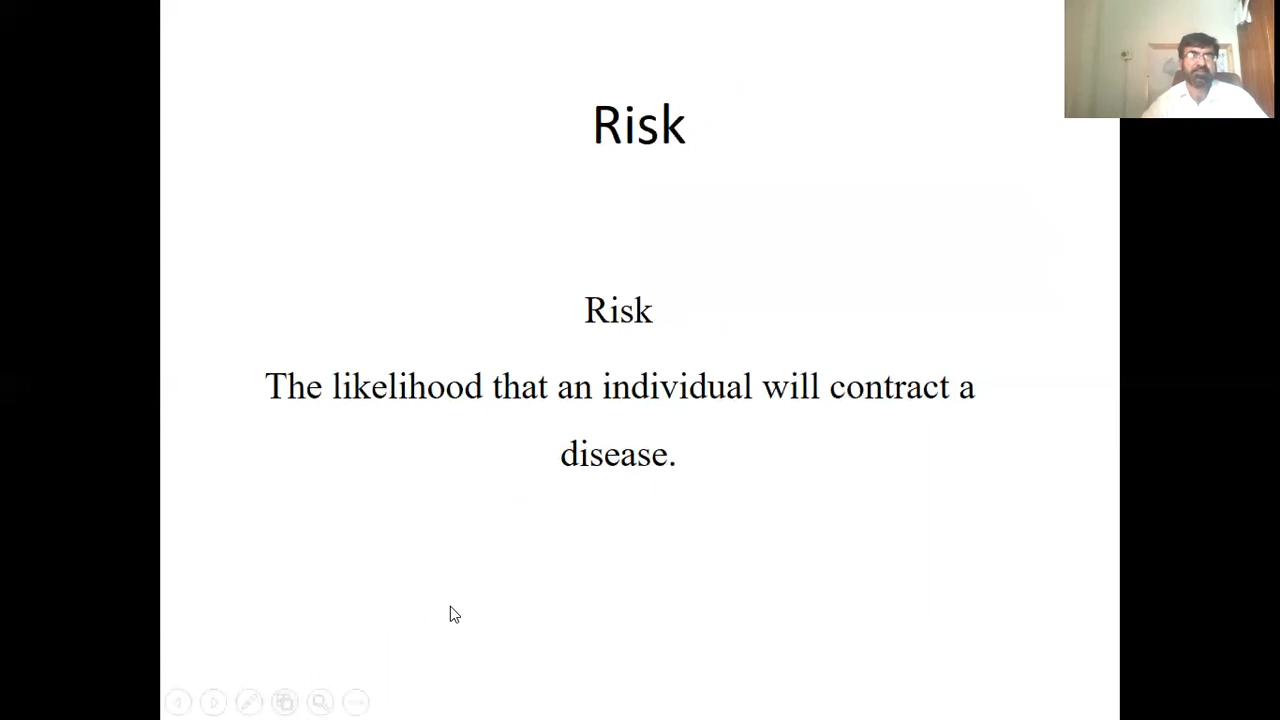 Risk
Risk
The likelihood that an individual will contract a
disease.